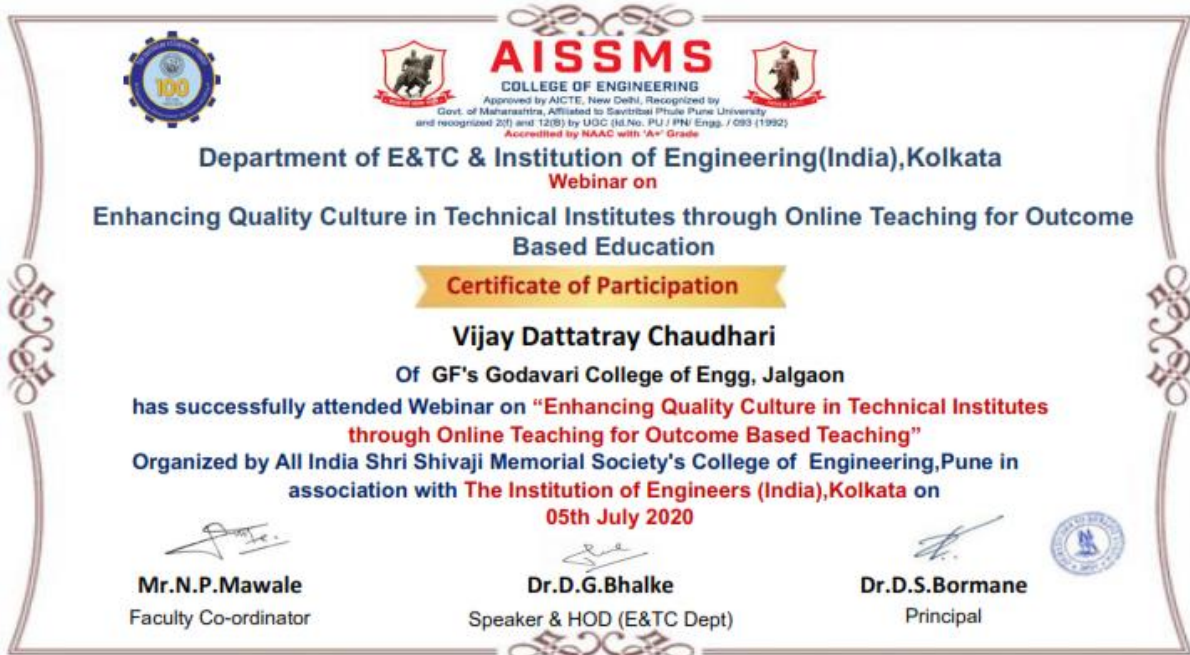 100
AISSMS
COLLEGE OF ENGINEERING
Approved by AICTE, New Delhi, Recognized by
Govt. of Maharashtra, Affiliated to Savitribai Phule Pune University
and recognized 2(f) and 12(B) by UGC (Id.No. PU / PN/ Engg. / 093 (1992)
Accredited by NAAC with 'A+' Grade
Department of E&TC & Institution of Engineering(India),Kolkata
Webinar on
Enhancing Quality Culture in Technical Institutes through Online Teaching for Outcome
Based Education
Certificate of Participation
Vijay Dattatray Chaudhari
Of GF's Godavari College of Engg, Jalgaon
has successfully attended Webinar on “Enhancing Quality Culture in Technical Institutes
through Online Teaching for Outcome Based Teaching”
Organized by All India Shri Shivaji Memorial Society's College of Engineering,Pune in
association with The Institution of Engineers (India),Kolkata on
05th July 2020
Mr.N.P.Mawale Dr.D.G.Bhalke Dr.D.S.Bormane
Faculty Co-ordinator Speaker & HOD (E&TC Dept) Principal